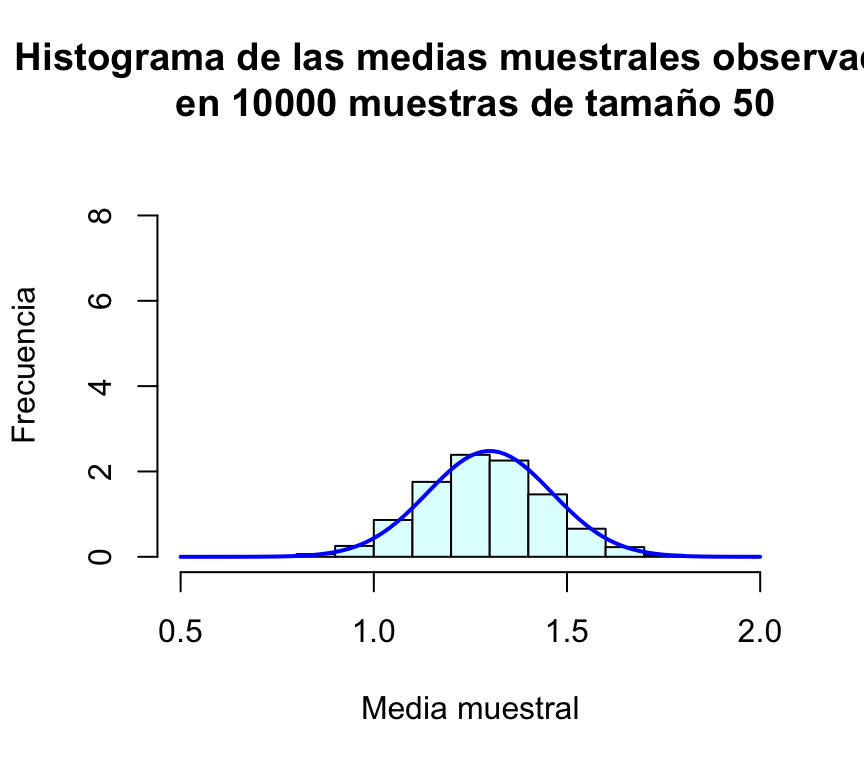 Histograma de las medias muestrales observa
en 10000 muestras de tamaño 50
Frecuencia
8
6
4
2
0
0.5 1.0 1.5 2.0
Media muestral